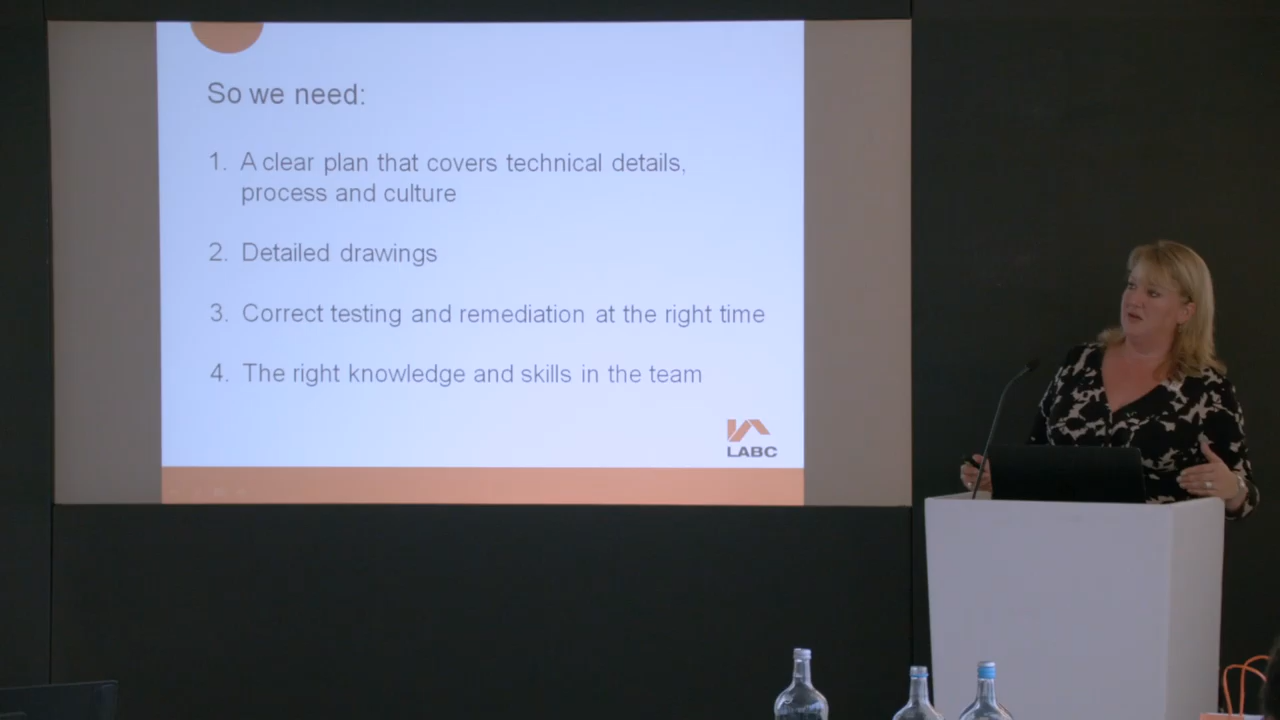 So we need:
1. A clear plan that covers technical details,
process and culture
2. Detailed drawings
3. Correct testing and remediation at the right time
4. The right knowledge and skills in the team
LABC